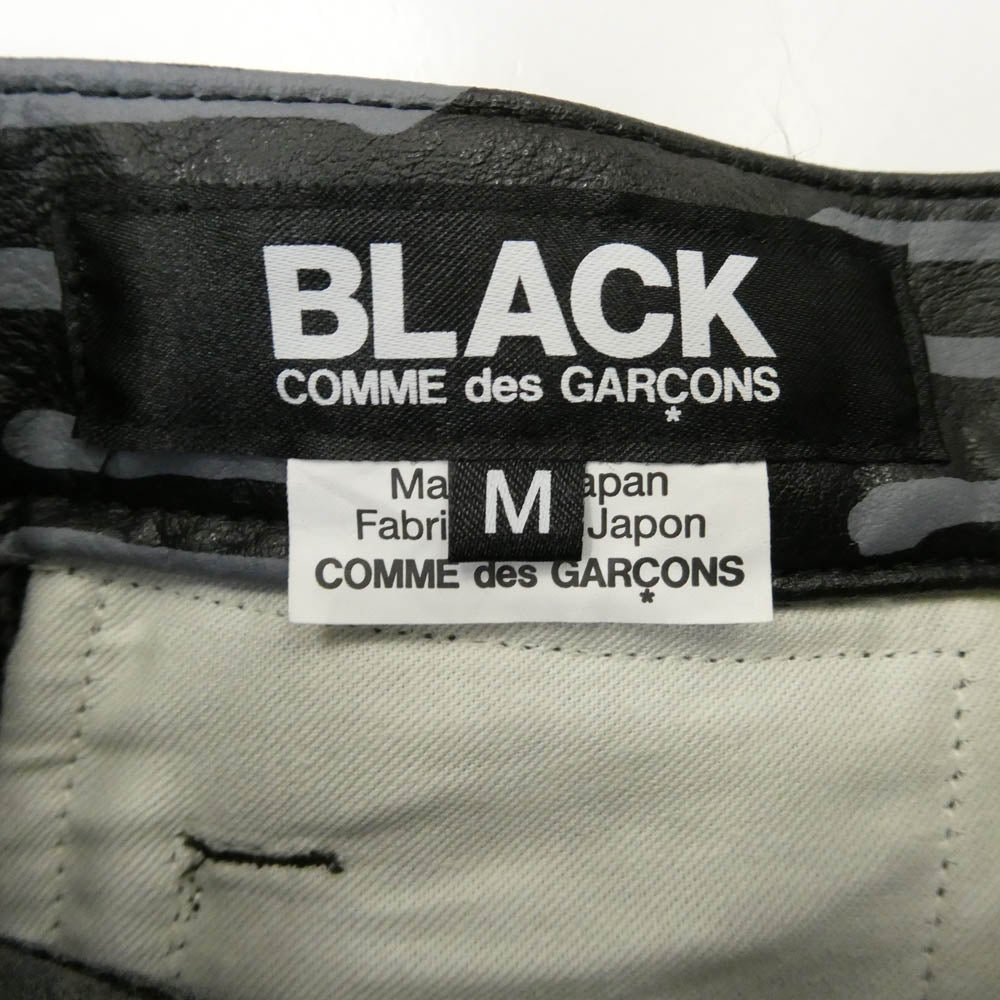 BLACK
COMME des GARÇONS
*
M
Ma apan
Fabri Japon
COMME des GARÇONS
*